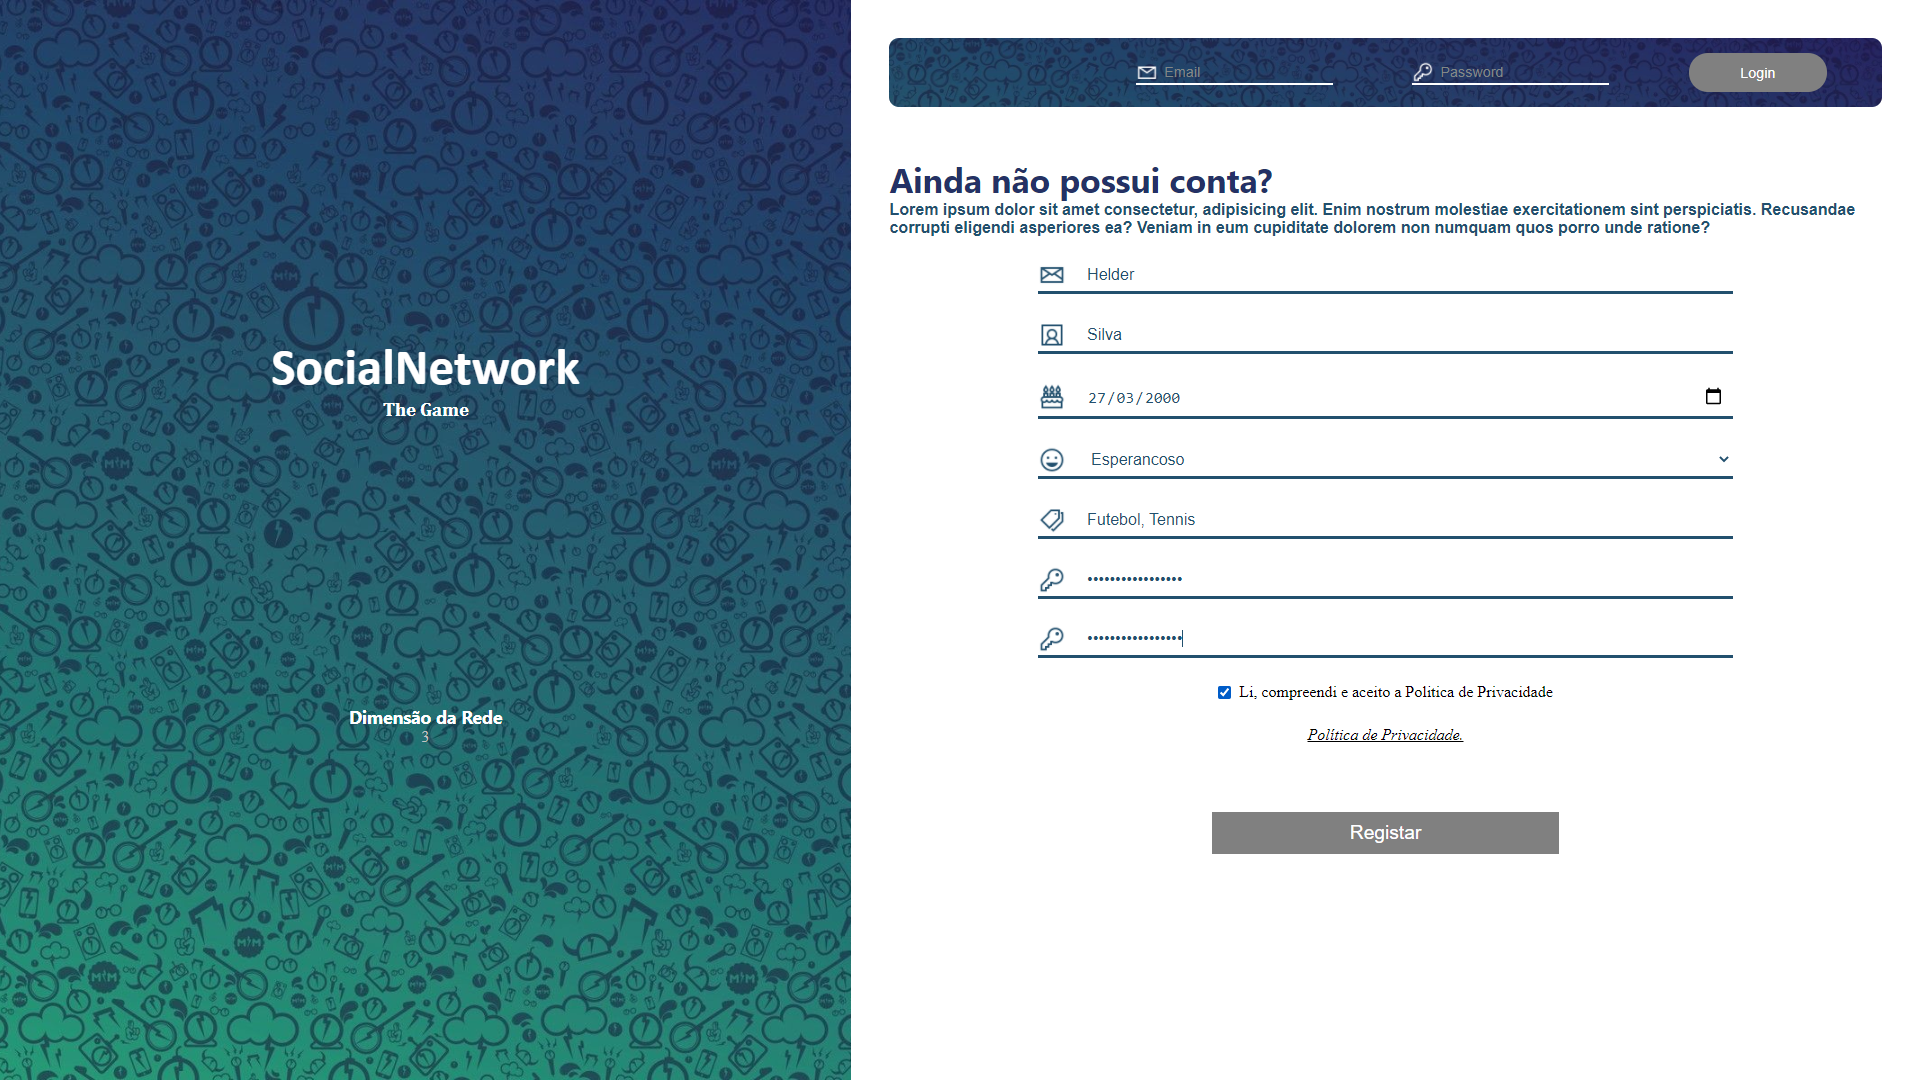 SocialNetwork
The Game
Dimensão da Rede
3
Email
Password
Login
Ainda não possui conta?
Lorem ipsum dolor sit amet consectetur, adipisicing elit. Enim nostrum molestiae exercitationem sint perspiciatis. Recusandae
corrupti eligendi asperiores ea? Veniam in eum cupiditate dolorem non numquam quos porro unde ratione?
Helder
Silva
27/03/2000
Esperancoso
Futebol, Tennis
•••••••••••••••••
•••••••••••••••••
Li, compreendi e aceito a Politica de Privacidade
Política de Privacidade.
Registar